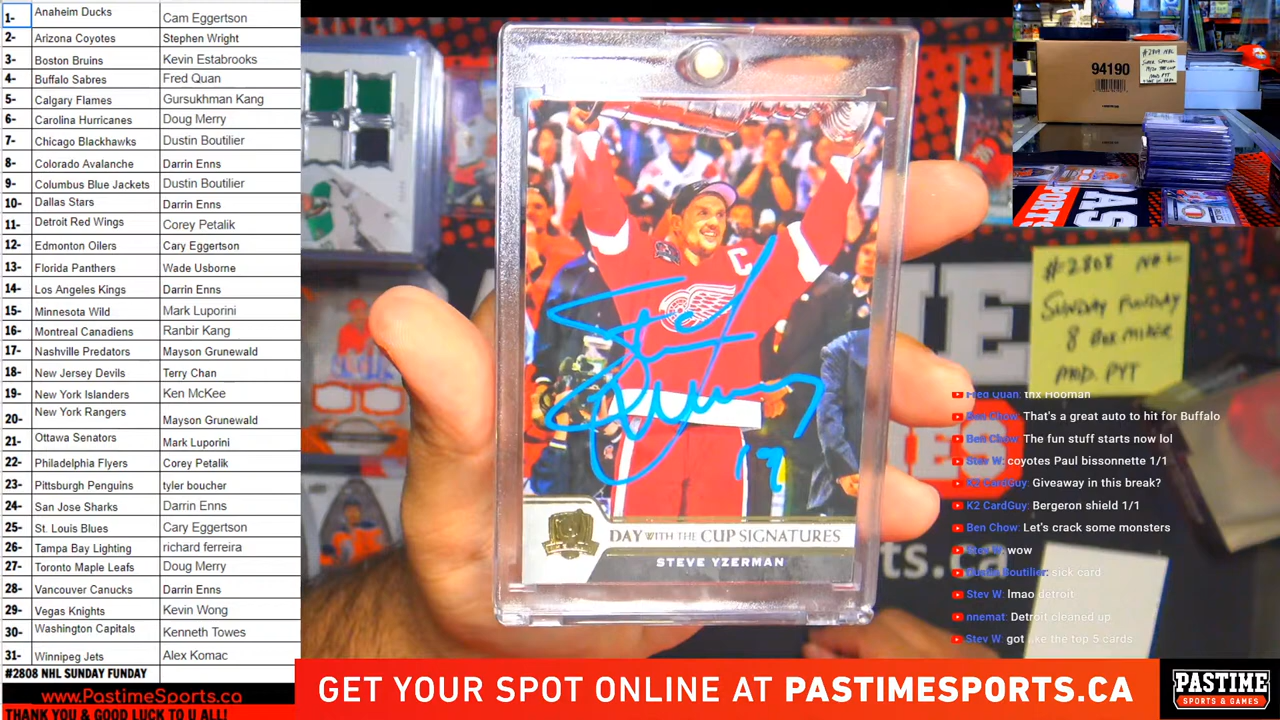 1- Anaheim Ducks Cam Eggertson
2- Arizona Coyotes Stephen Wright
3- Boston Bruins Kevin Estabrooks
4- Buffalo Sabres Fred Quan
5- Calgary Flames Gursukhman Kang
6- Carolina Hurricanes Doug Merry
7- Chicago Blackhawks Dustin Boutilier
8- Colorado Avalanche Darrin Enns
9- Columbus Blue Jackets Dustin Boutilier
10- Dallas Stars Darrin Enns
11- Detroit Red Wings Corey Petalik
12- Edmonton Oilers Cary Eggertson
13- Florida Panthers Wade Usborne
14- Los Angeles Kings Darrin Enns
15- Minnesota Wild Mark Luporini
16- Montreal Canadiens Ranbir Kang
17- Nashville Predators Mayson Grunewald
18- New Jersey Devils Terry Chan
19- New York Islanders Ken McKee
20- New York Rangers Mayson Grunewald
21- Ottawa Senators Mark Luporini
22- Philadelphia Flyers Corey Petalik
23- Pittsburgh Penguins tyler boucher
24- San Jose Sharks Darrin Enns
25- St. Louis Blues Cary Eggertson
26- Tampa Bay Lighting richard ferreira
27- Toronto Maple Leafs Doug Merry
28- Vancouver Canucks Darrin Enns
29- Vegas Knights Kevin Wong
30- Washington Capitals Kenneth Towes
31- Winnipeg Jets Alex Komac
#2808 NHL SUNDAY FUNDAY
www.PastimeSports.ca
THANK YOU & GOOD LUCK TO U ALL!
C
19
DAY WITH THE CUP SIGNATURES
STEVE YZERMAN
94190
#2808 NHL
SUNDAY FUNDAY
8 BOX MIXER
AND. PYT
Fred Quan: thx Hooman
Ben Chow: That's a great auto to hit for Buffalo
Ben Chow: The fun stuff starts now lol
Stev W: coyotes Paul bissonnette 1/1
K2 CardGuy: Giveaway in this break?
K2 CardGuy: Bergeron shield 1/1
Ben Chow: Let's crack some monsters
Stev W: wow
Dustin Boutilier: sick card
Stev W: lmao detroit
nnemat: Detroit cleaned up
Stev W: got the top 5 cards
GET YOUR SPOT ONLINE AT PASTIMESPORTS.CA
PASTIME
SPORTS & GAMES